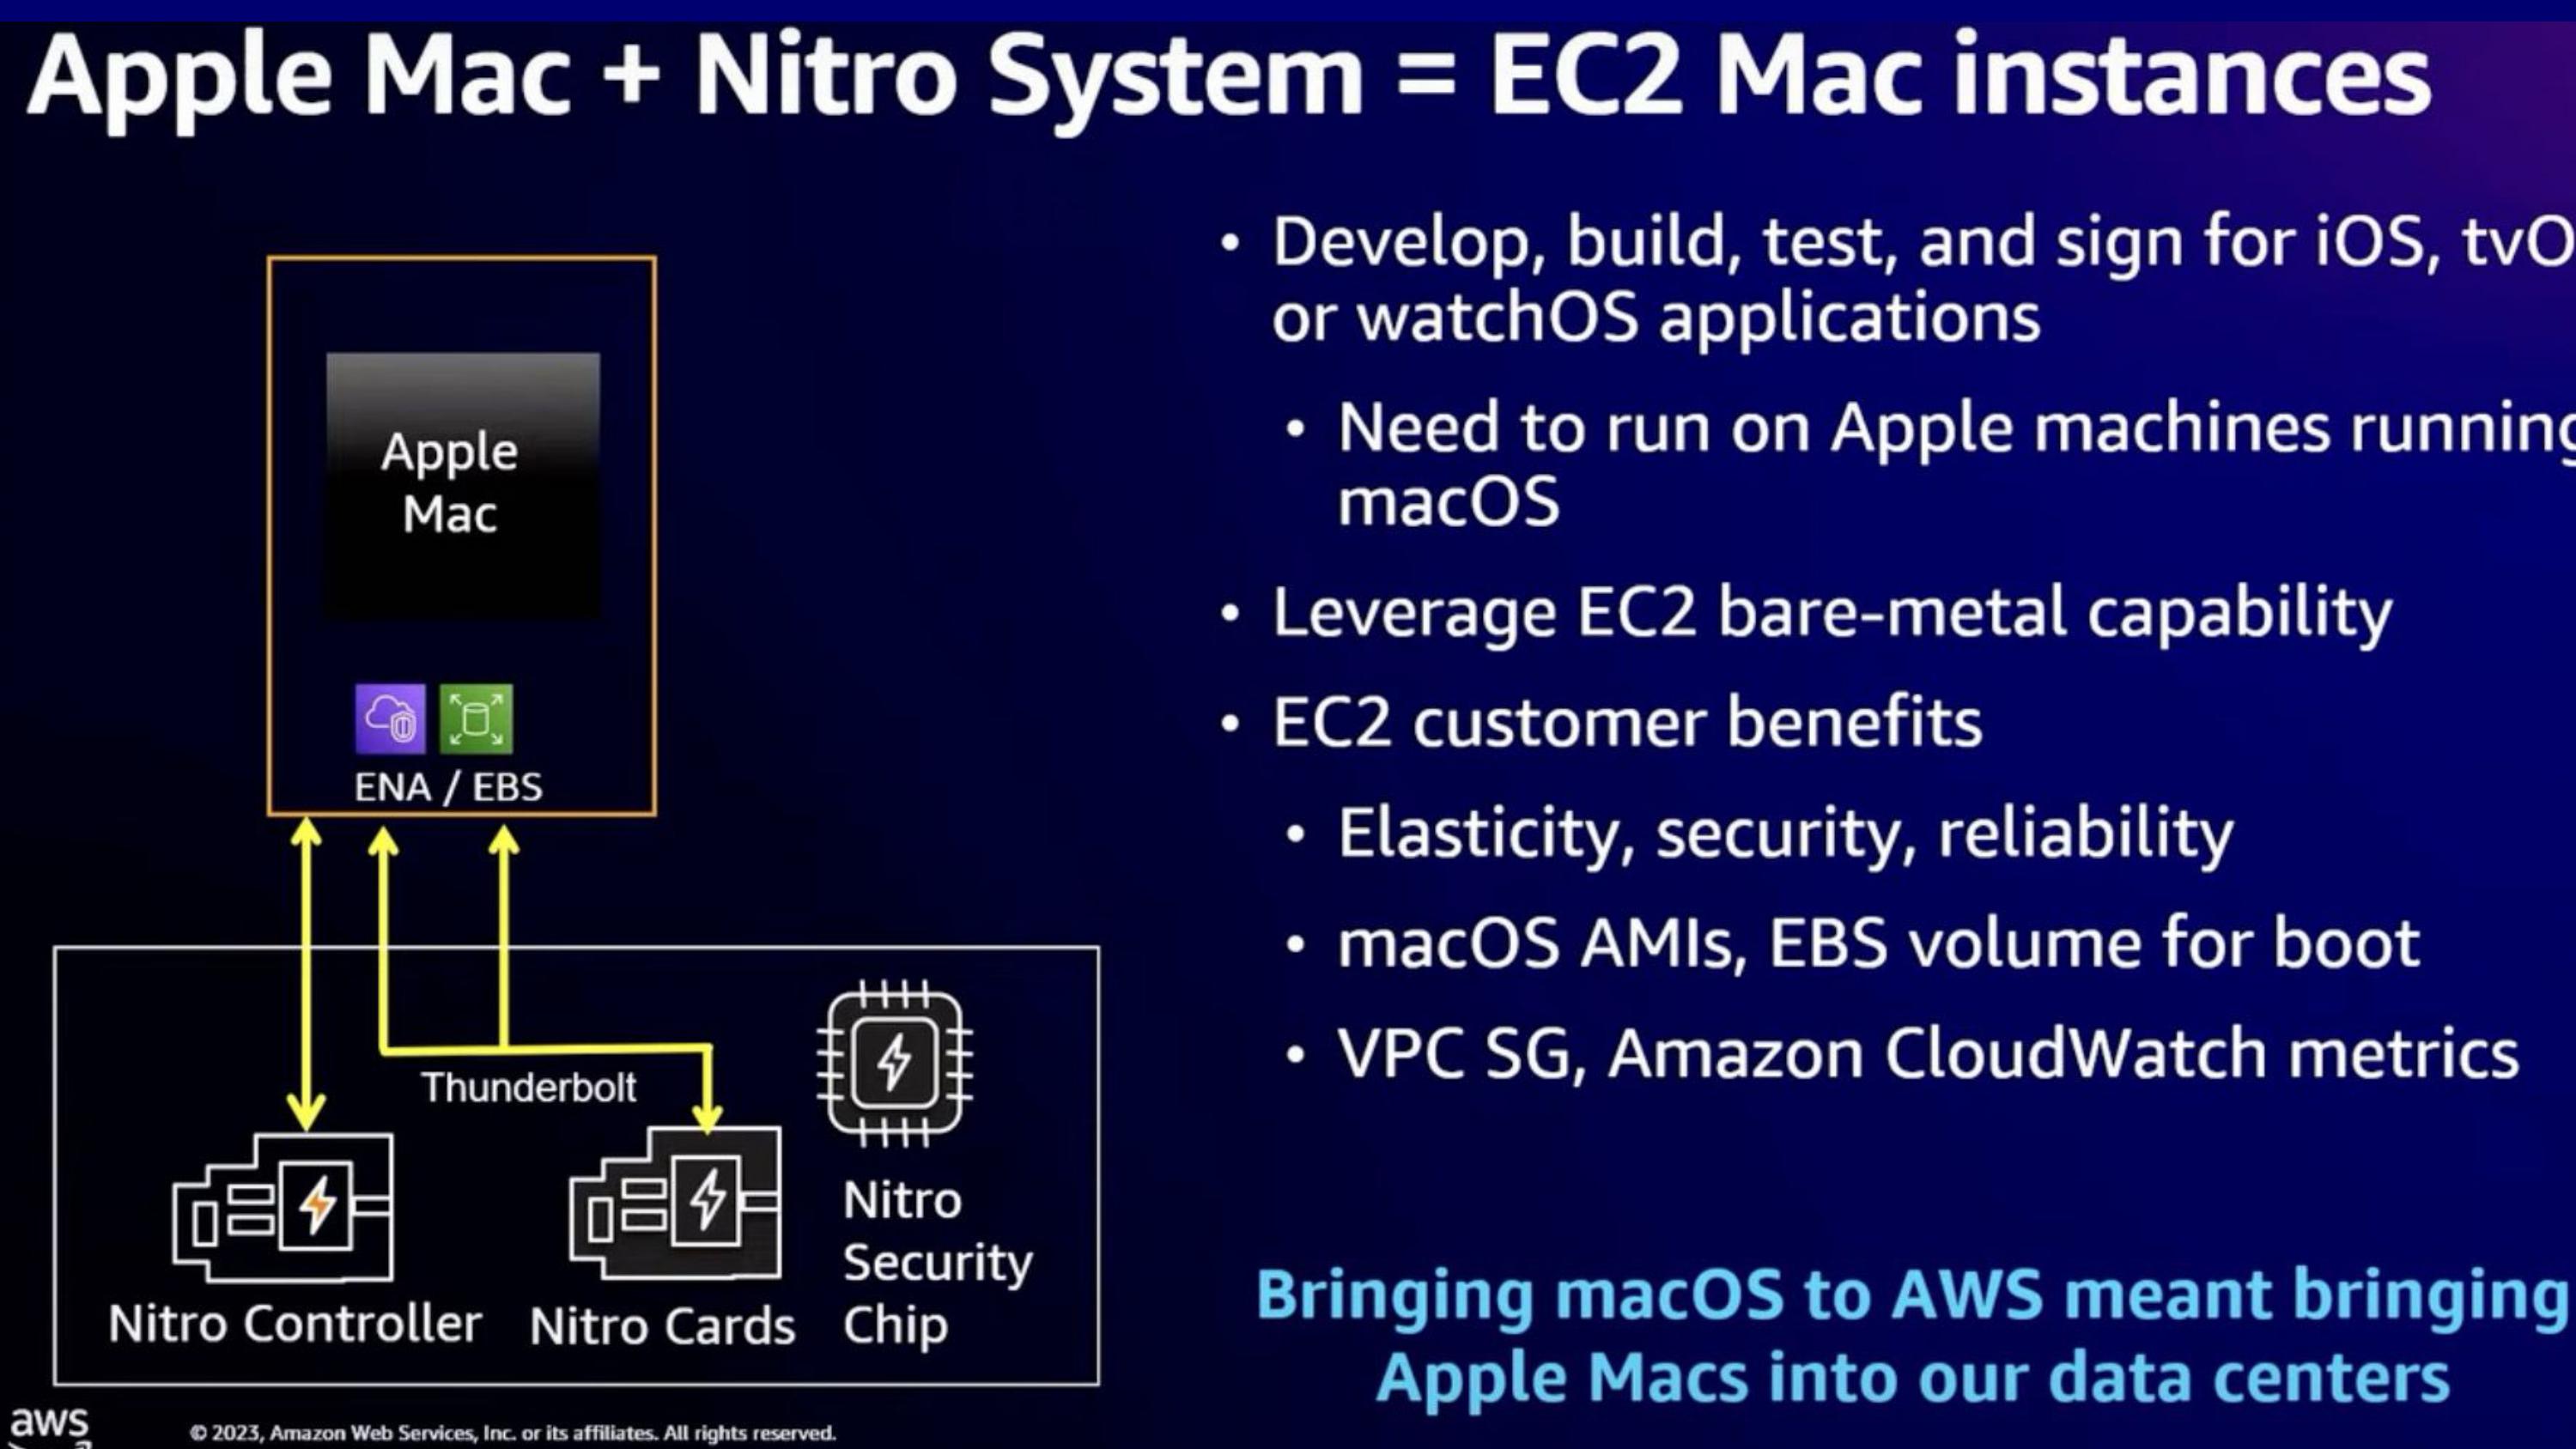 Apple Mac + Nitro System = EC2 Mac instances
Apple
Mac
ENA / EBS
Thunderbolt
Nitro Controller
Nitro Cards
Nitro
Security
Chip
• Develop, build, test, and sign for iOS, tvO
or watchOS applications
• Need to run on Apple machines running
macOS
• Leverage EC2 bare-metal capability
• EC2 customer benefits
• Elasticity, security, reliability
• macOS AMIs, EBS volume for boot
• VPC SG, Amazon CloudWatch metrics
Bringing macOS to AWS meant bringing
Apple Macs into our data centers
aws
© 2023, Amazon Web Services, Inc. or its affiliates. All rights reserved.